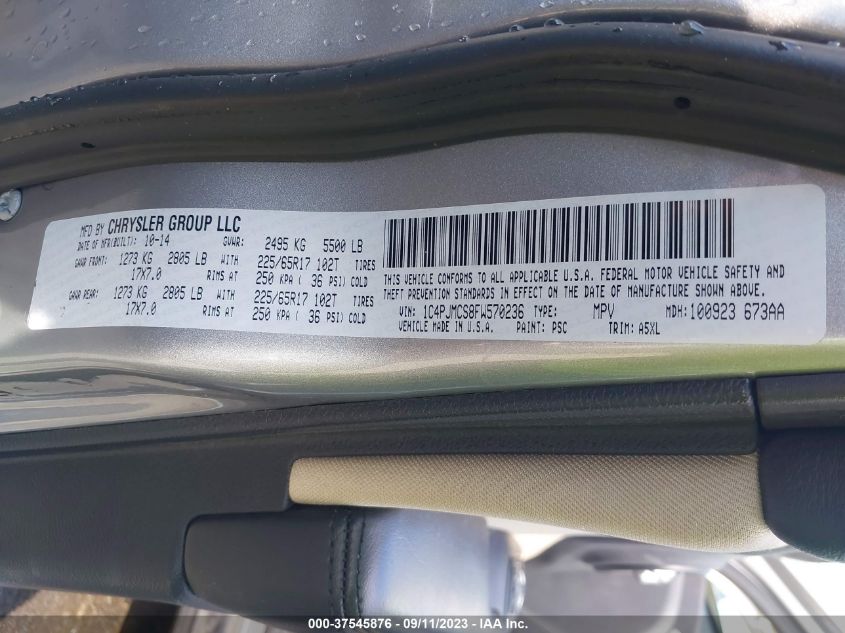 MFD BY CHRYSLER GROUP LLC
DATE OF MFR(BUILT): 10-14 GVWR: 2495 KG 5500 LB
GAWR FRONT: 1273 KG 2805 LB WITH 225/65R17 102T TIRES
17X7.0 RIMS AT 250 KPA ( 36 PSI) COLD
GAWR REAR: 1273 KG 2805 LB WITH 225/65R17 102T TIRES
17X7.0 RIMS AT 250 KPA ( 36 PSI) COLD
THIS VEHICLE CONFORMS TO ALL APPLICABLE U.S.A. FEDERAL MOTOR VEHICLE SAFETY AND
THEFT PREVENTION STANDARDS IN EFFECT ON THE DATE OF MANUFACTURE SHOWN ABOVE.
VIN: 1C4PJMCS8FW570236 TYPE: MPV MDH:100923 673AA
VEHICLE MADE IN U.S.A. PAINT: PSC TRIM: A5XL
000-37545876 - 09/11/2023 - IAAI.COM